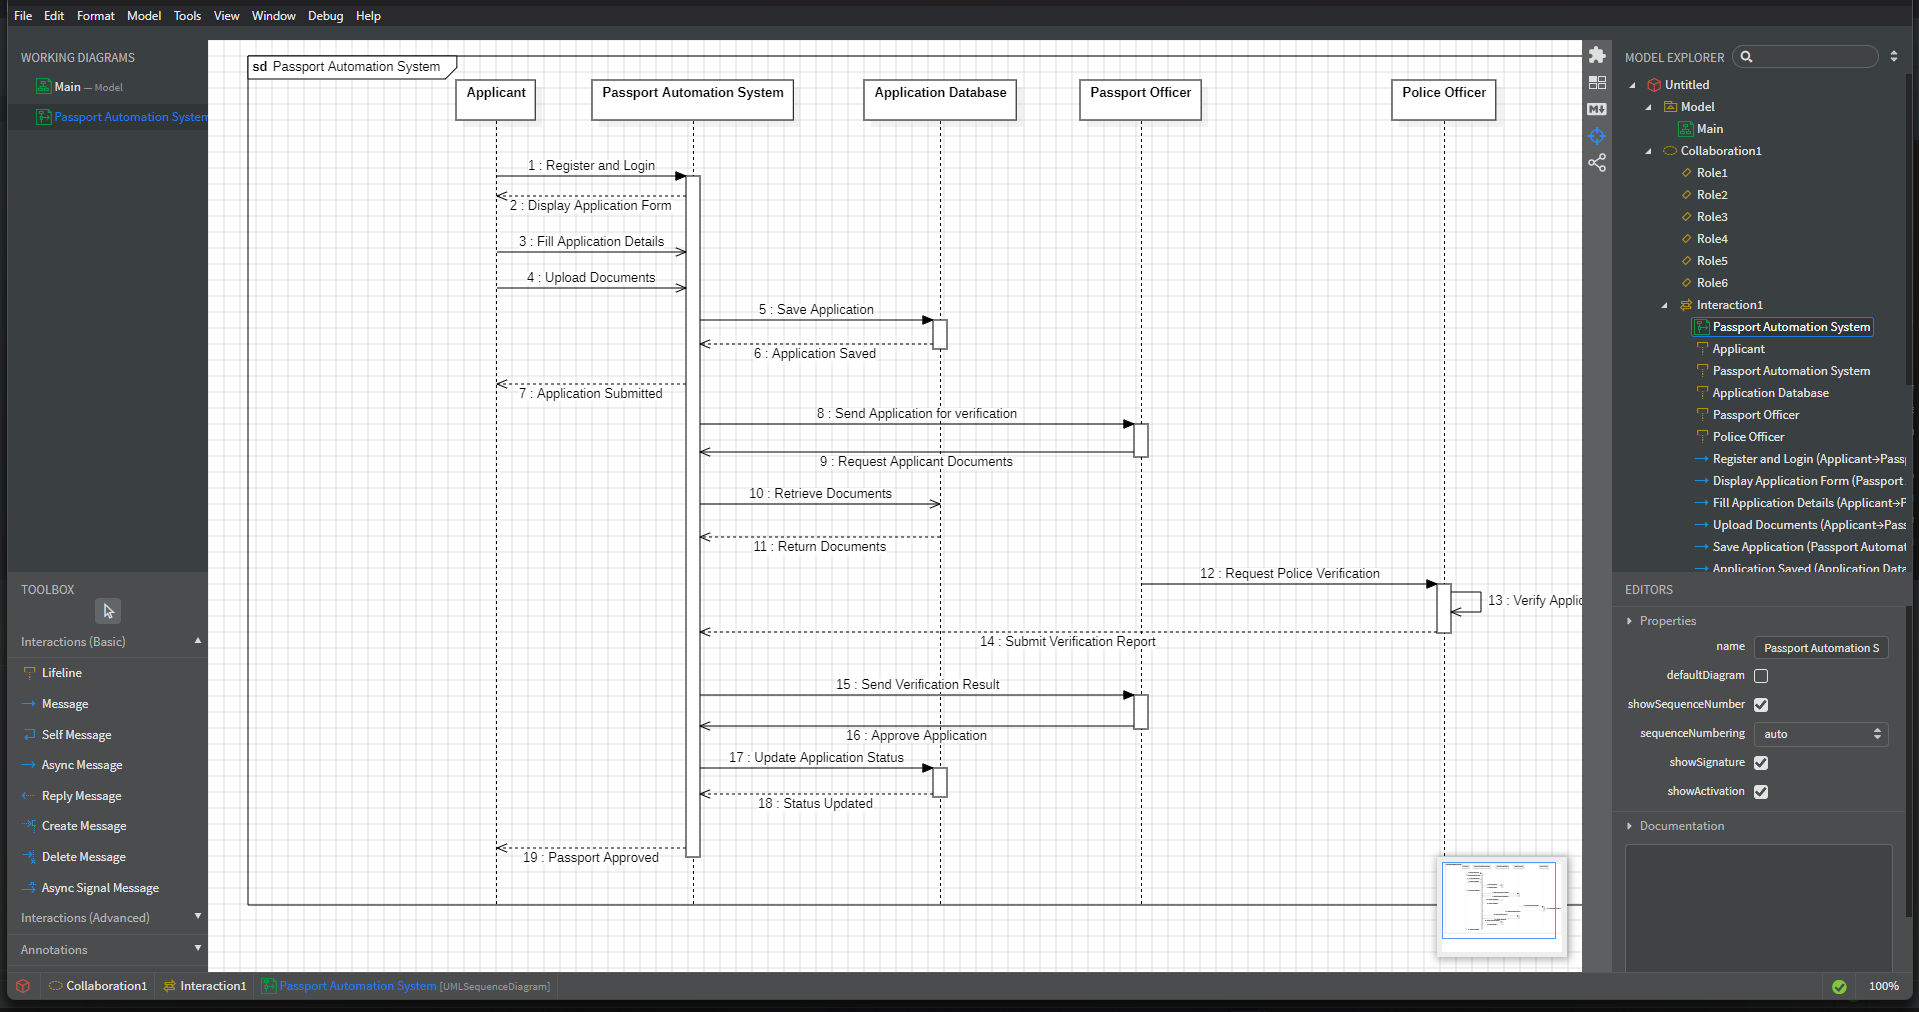 File Edit Format Model Tools View Window Debug Help
WORKING DIAGRAMS
Main — Model
Passport Automation System
TOOLBOX
Interactions (Basic)
Lifeline
Message
Self Message
Async Message
Reply Message
Create Message
Delete Message
Async Signal Message
Interactions (Advanced)
Annotations
sd Passport Automation System
Applicant
Passport Automation System
Application Database
Passport Officer
Police Officer
1 : Register and Login
2 : Display Application Form
3 : Fill Application Details
4 : Upload Documents
5 : Save Application
6 : Application Saved
7 : Application Submitted
8 : Send Application for verification
9 : Request Applicant Documents
10 : Retrieve Documents
11 : Return Documents
12 : Request Police Verification
13 : Verify Applic
14 : Submit Verification Report
15 : Send Verification Result
16 : Approve Application
17 : Update Application Status
18 : Status Updated
19 : Passport Approved
MODEL EXPLORER
Untitled
Model
Main
Collaboration1
Role1
Role2
Role3
Role4
Role5
Role6
Interaction1
Passport Automation System
Applicant
Passport Automation System
Application Database
Passport Officer
Police Officer
Register and Login (Applicant→Passp
Display Application Form (Passport
Fill Application Details (Applicant→P
Upload Documents (Applicant→Pass
Save Application (Passport Automat
Application Saved (Application Data
EDITORS
Properties
name Passport Automation S
defaultDiagram
showSequenceNumber
sequenceNumbering auto
showSignature
showActivation
Documentation
Collaboration1 Interaction1 Passport Automation System [UMLSequenceDiagram]
100%